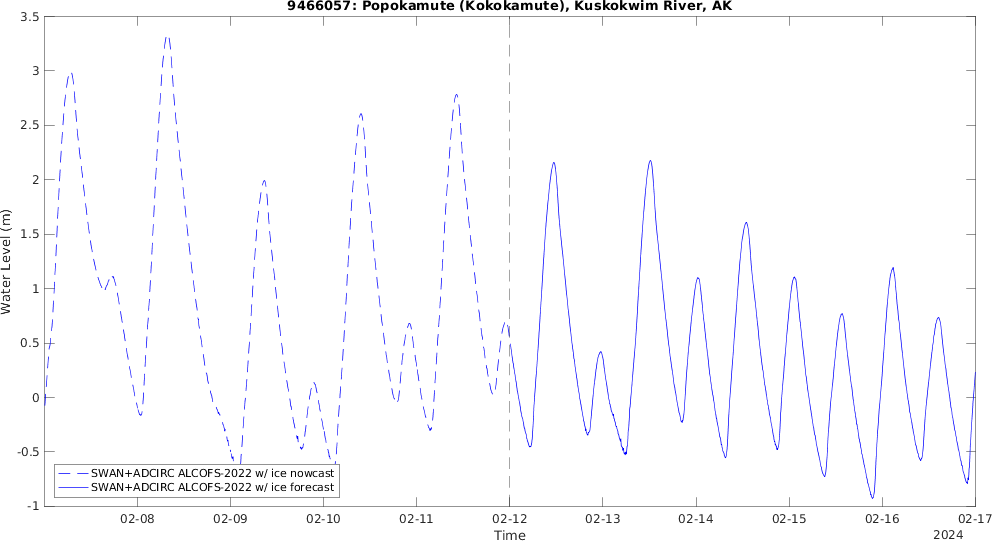 9466057: Popokamute (Kokokamute), Kuskokwim River, AK
3.5
3
2.5
2
1.5
1
0.5
0
-0.5
-1
Water Level (m)
SWAN+ADCIRC ALCOFS-2022 w/ ice nowcast
SWAN+ADCIRC ALCOFS-2022 w/ ice forecast
02-08 02-09 02-10 02-11 02-12 02-13 02-14 02-15 02-16 02-17
Time
2024